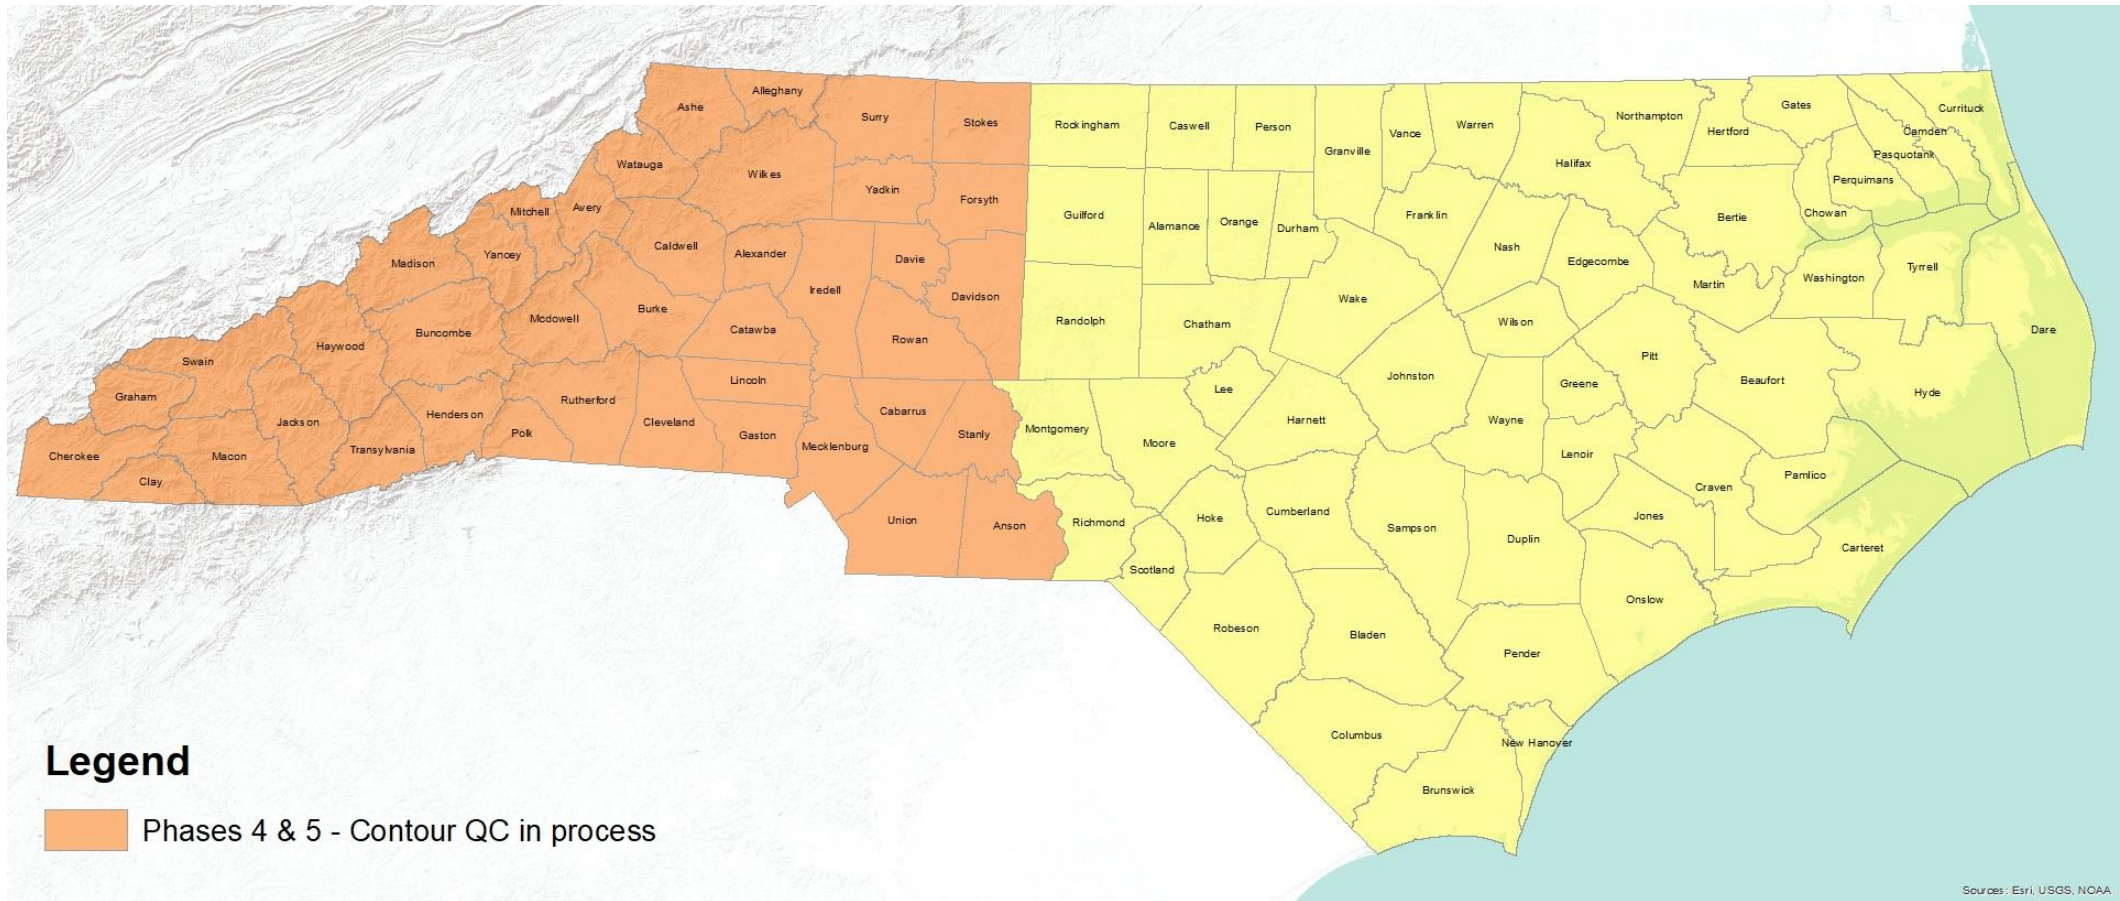 Ashe
Alleghany
Surry
Stokes
Rockingham
Caswell
Person
Granville
Vance
Warren
Northampton
Halifax
Hertford
Gates
Currituck
Camden
Pasquotank
Perquimans
Chowan
Bertie
Watauga
Wilkes
Yadkin
Forsyth
Guilford
Alamance
Orange
Durham
Franklin
Nash
Edgecombe
Martin
Washington
Tyrrell
Dare
Mitchell
Avery
Yancey
Madison
Caldwell
Alexander
Iredell
Davie
Davidson
Randolph
Chatham
Wake
Wilson
Pitt
Beaufort
Hyde
Swain
Haywood
Buncombe
Mcdowell
Burke
Catawba
Rowan
Lincoln
Graham
Jackson
Henderson
Rutherford
Polk
Cleveland
Gaston
Mecklenburg
Cabarrus
Stanly
Montgomery
Moore
Lee
Harnett
Johnston
Greene
Wayne
Lenoir
Craven
Pamlico
Cherokee
Clay
Macon
Transylvania
Union
Anson
Richmond
Scotland
Hoke
Cumberland
Sampson
Duplin
Jones
Carteret
Onslow
Robeson
Bladen
Pender
Columbus
Brunswick
New Hanover
Legend
Phases 4 & 5 - Contour QC in process
Sources: Esri, USGS, NOAA